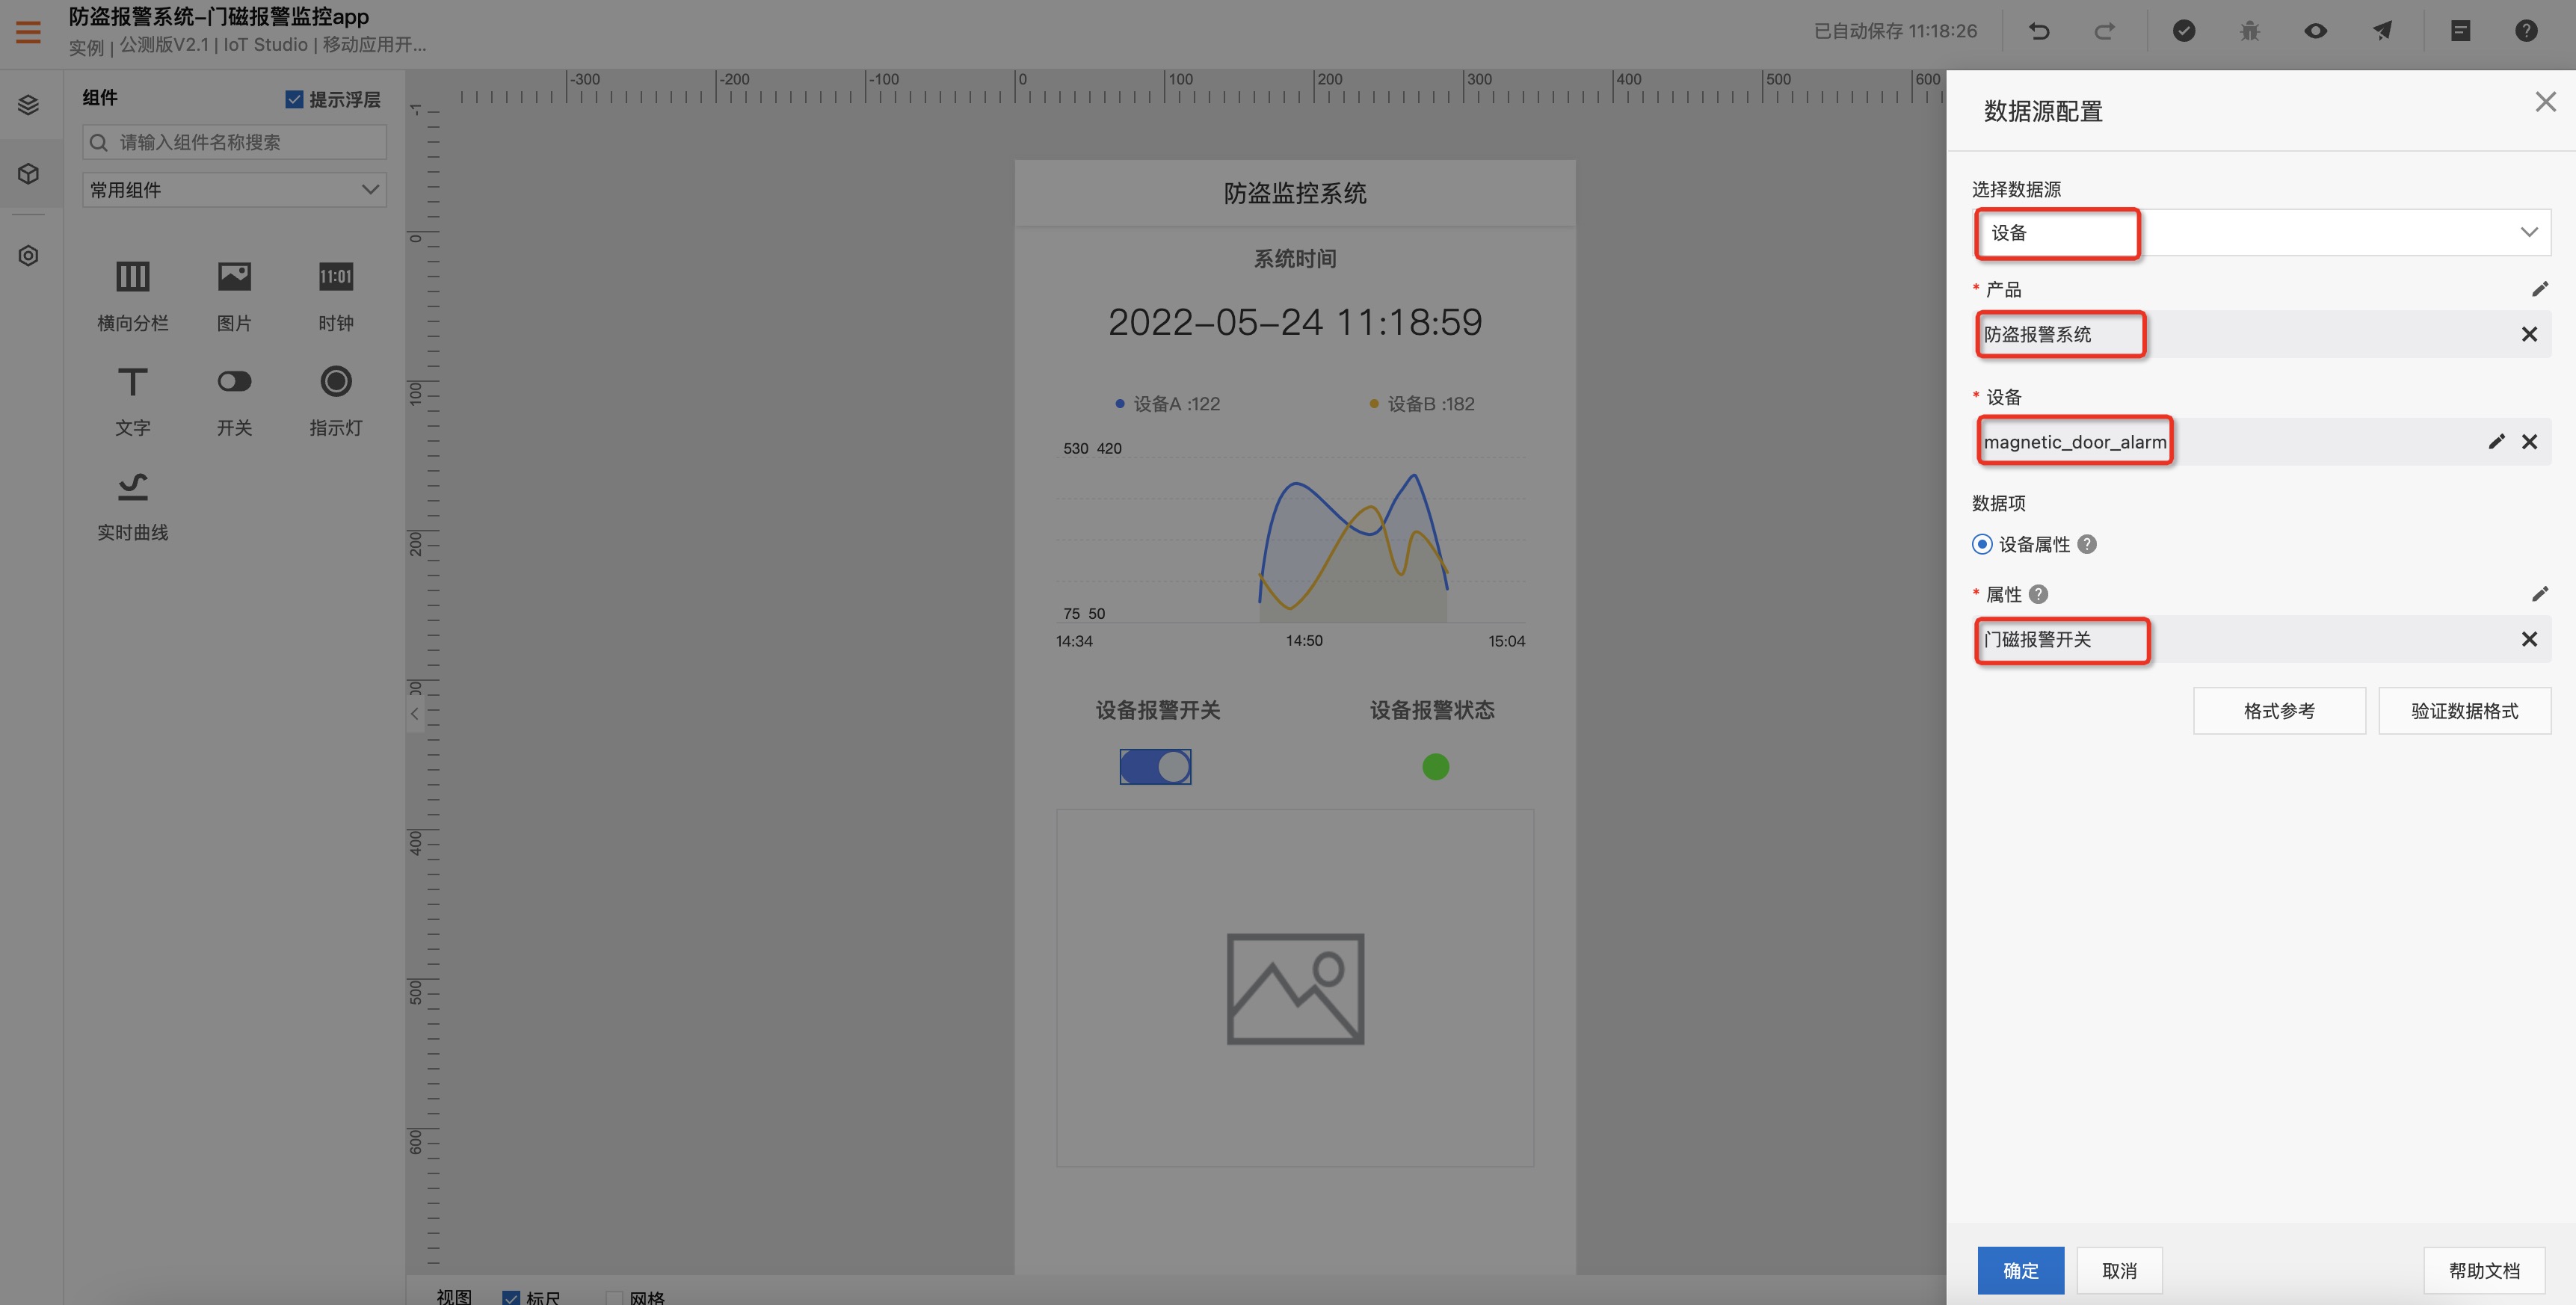 防盗报警系统-门磁报警监控app
实例 | 公测版V2.1 | IoT Studio | 移动应用开...
已自动保存 11:18:26
组件
提示浮层
请输入组件名称搜索
常用组件
横向分栏
图片
11:01
时钟
文字
开关
指示灯
实时曲线
-300 -200 -100 0 100 200 300 400 500 600
-1
0
100
200
00
400
500
600
防盗监控系统
系统时间
2022-05-24 11:18:59
设备A :122
设备B :182
530 420
75 50
14:34 14:50 15:04
设备报警开关
设备报警状态
视图
标尺
网格
数据源配置
选择数据源
设备
* 产品
防盗报警系统
* 设备
magnetic_door_alarm
数据项
设备属性 ?
* 属性 ?
门磁报警开关
格式参考
验证数据格式
确定
取消
帮助文档